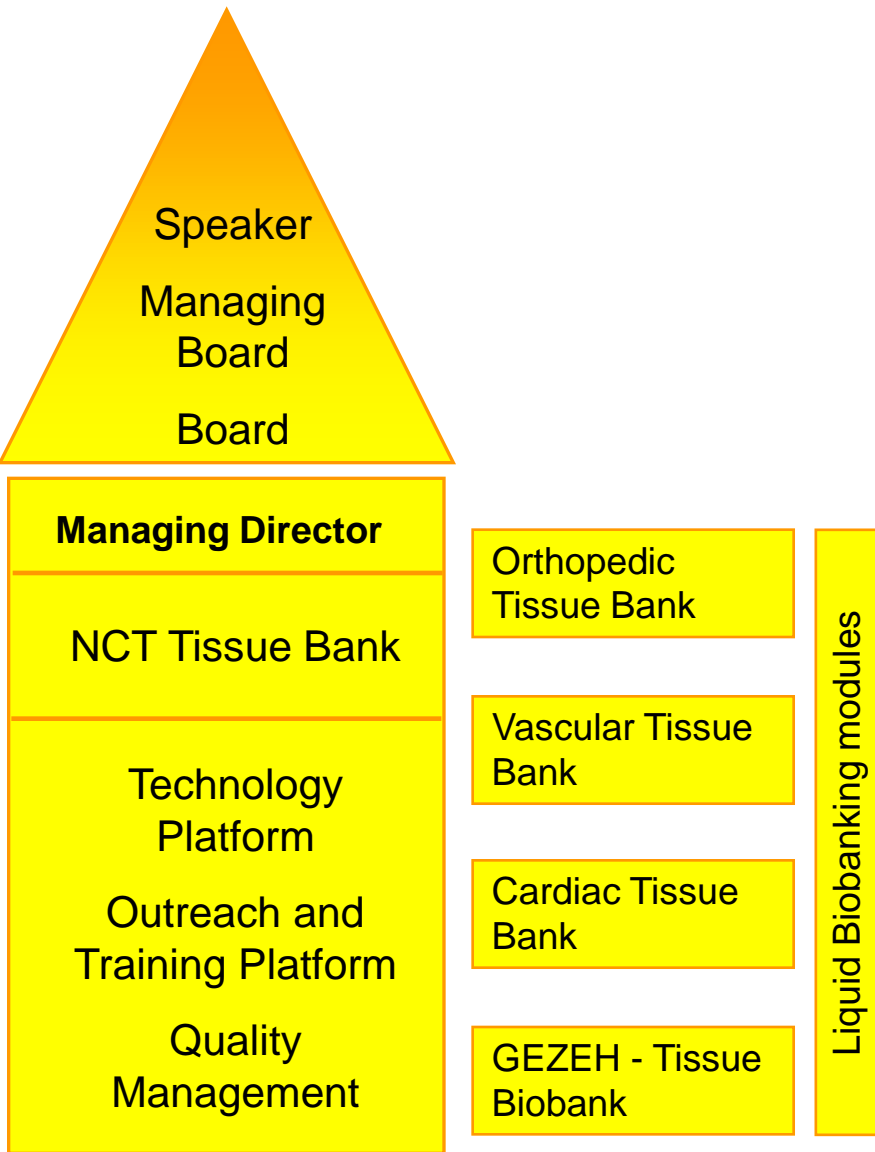 Speaker
Managing
Board
Board
Managing Director
NCT Tissue Bank
Technology
Platform
Outreach and
Training Platform
Quality
Management
Orthopedic
Tissue Bank
Vascular Tissue
Bank
Cardiac Tissue
Bank
GEZEH - Tissue
Biobank
Liquid Biobanking modules